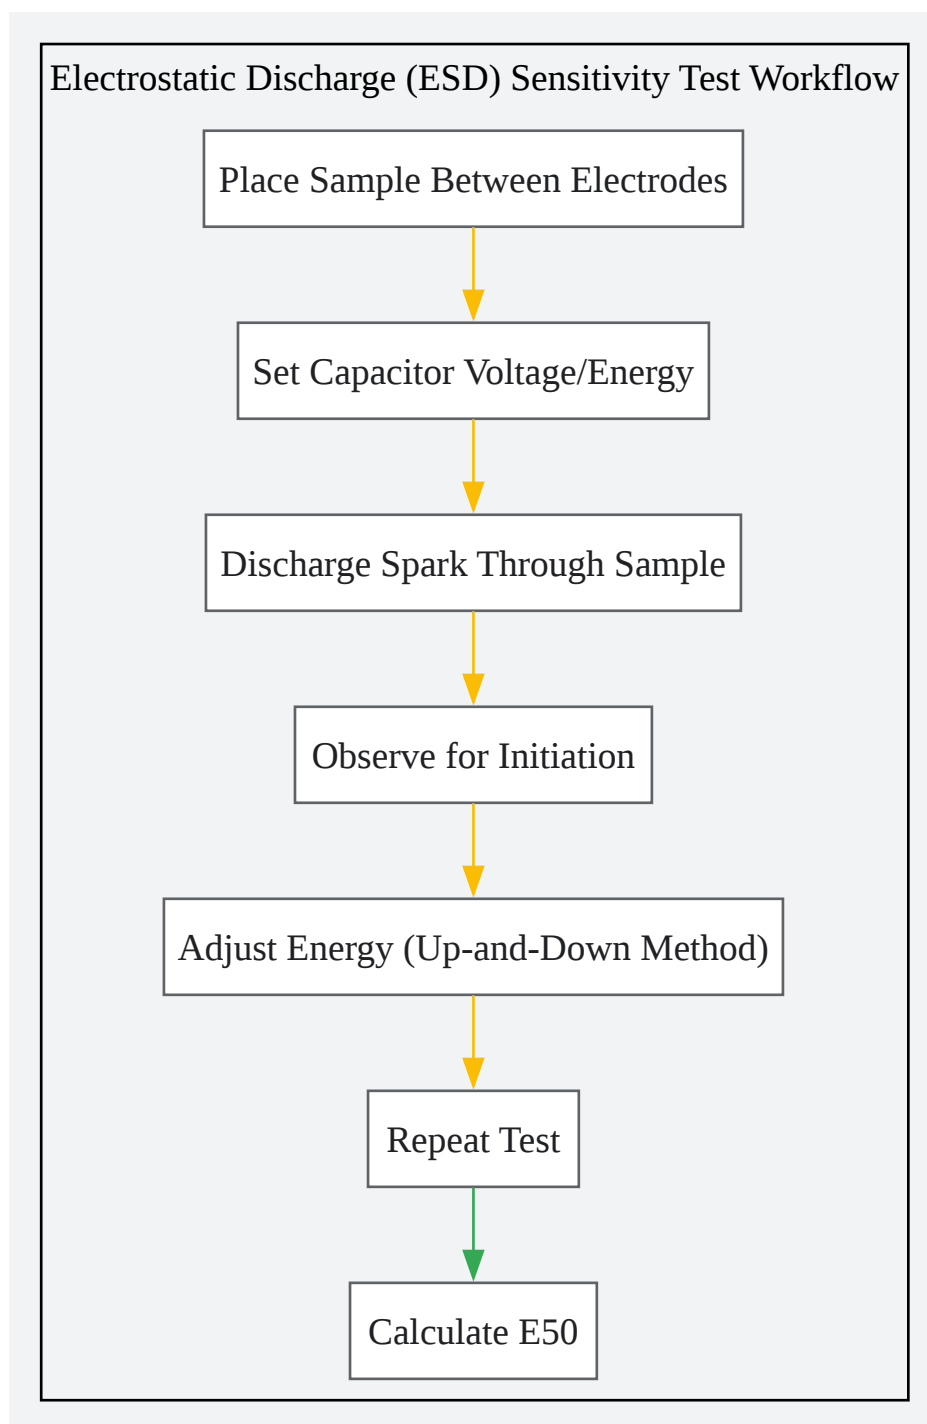 Electrostatic Discharge (ESD) Sensitivity Test Workflow
Place Sample Between Electrodes
Set Capacitor Voltage/Energy
Discharge Spark Through Sample
Observe for Initiation
Adjust Energy (Up-and-Down Method)
Repeat Test
Calculate E50